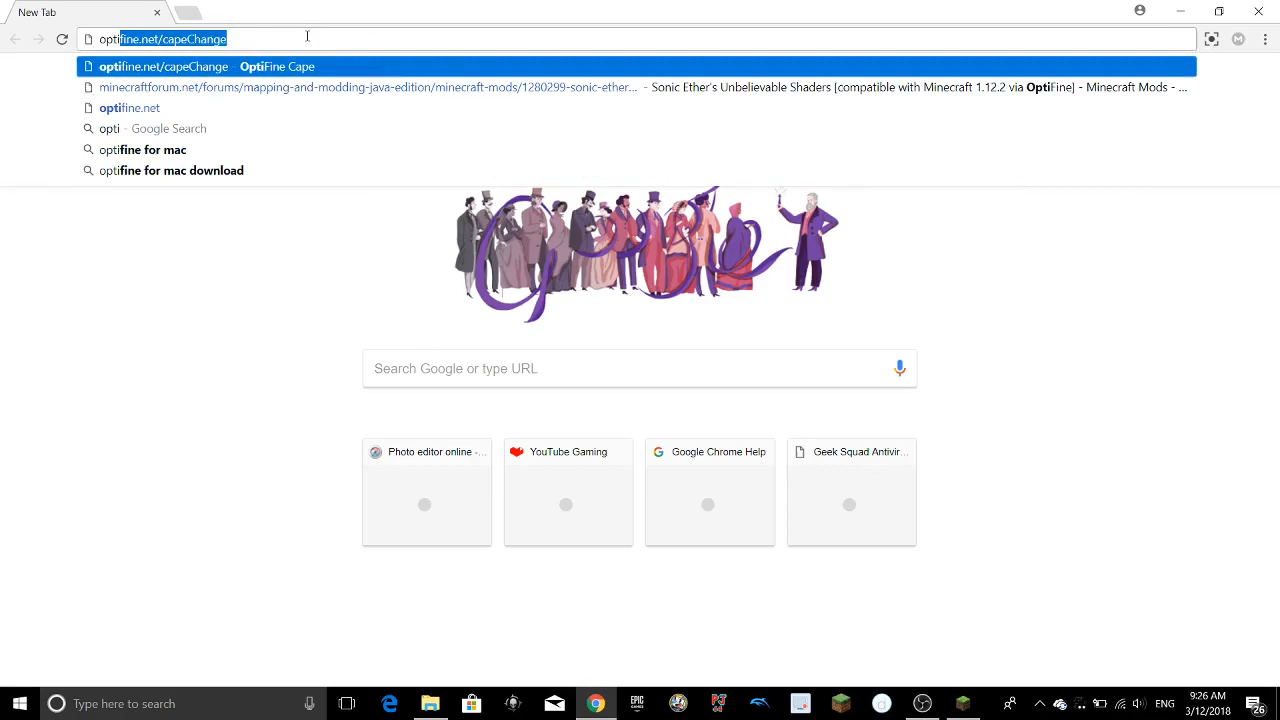 New Tab
optifine.net/capeChange
optifine.net/capeChange - OptiFine Cape
minecraftforum.net/forums/mapping-and-modding-java-edition/minecraft-mods/1280299-sonic-ether... - Sonic Ether's Unbelievable Shaders [compatible with Minecraft 1.12.2 via OptiFine] - Minecraft Mods - ...
optifine.net
opti - Google Search
optifine for mac
optifine for mac download
Google
Search Google or type URL
Photo editor online -...
YouTube Gaming
Google Chrome Help
Geek Squad Antivir...
Type here to search
EPIC GAMES
ENG
9:26 AM
3/12/2018
26